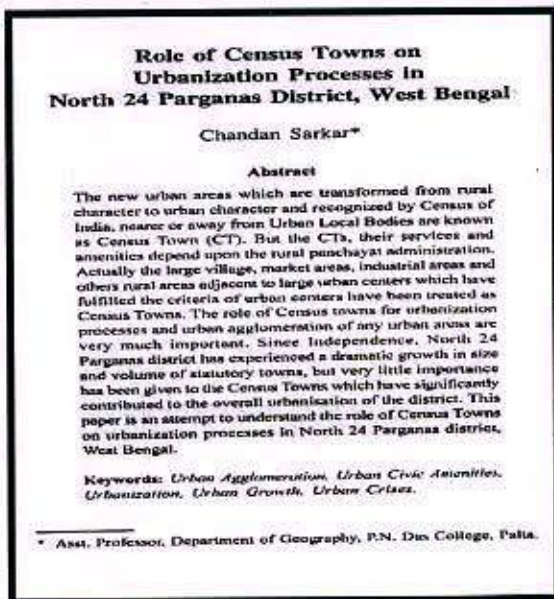 Role of Census Towns on
Urbanization Processes in
North 24 Parganas District, West Bengal
Chandan Sarkar*
Abstract
The new urban areas which are transformed from rural
character to urban character and recognized by Census of
India, nearer or away from Urban Local Bodies are known
as Census Town (CT). But the CTs, their services and
amenities depend upon the rural panchayat administration.
Actually the large village, market areas, industrial areas and
others rural areas adjacent to large urban centers which have
fulfilled the criteria of urban centers have been treated as
Census Towns. The role of Census towns for urbanization
processes and urban agglomeration of any urban areas are
very much important. Since Independence, North 24
Parganas district has experienced a dramatic growth in size
and volume of statutory towns, but very little importance
has been given to the Census Towns which have significantly
contributed to the overall urbanisation of the district. This
paper is an attempt to understand the role of Census Towns
on urbanization processes in North 24 Parganas district,
West Bengal.
Keywords: Urban Agglomeration, Urban Civic Amenities,
Urbanization, Urban Growth, Urban Crises.
* Asst. Professor, Department of Geography, P.N. Das College, Palta.